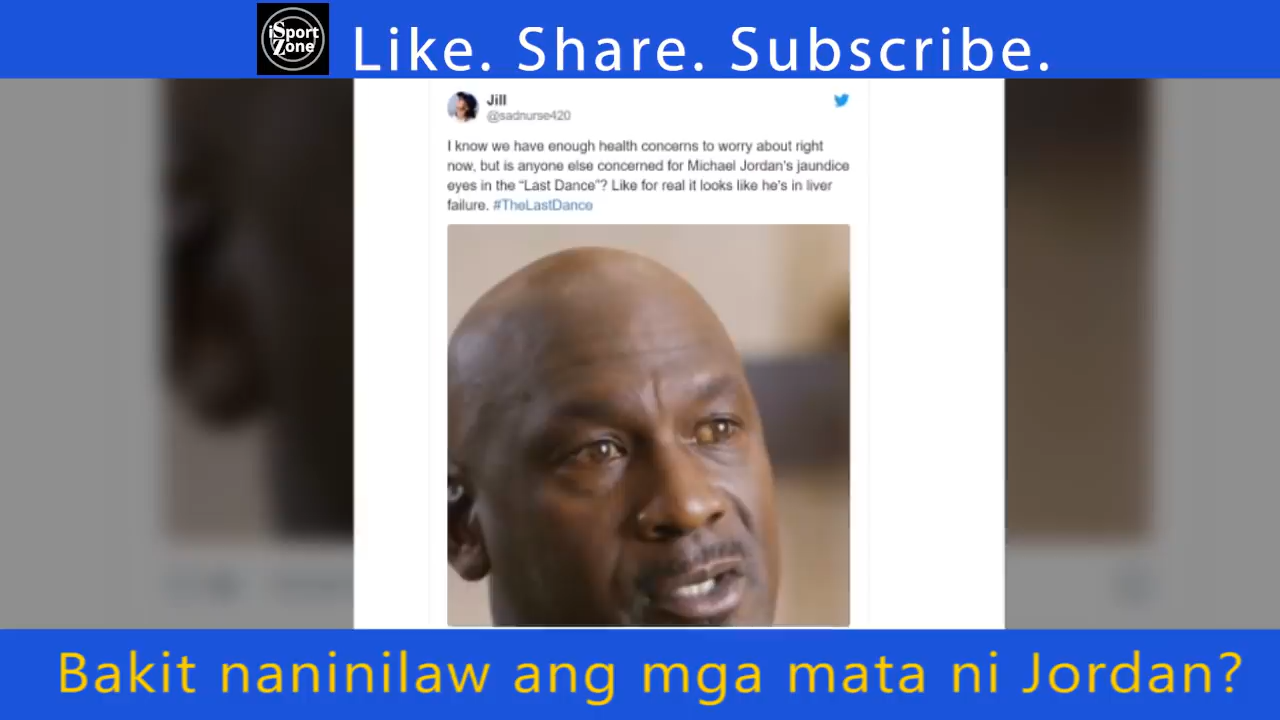 iSport
Zone
Like. Share. Subscribe.
Jill
@sadnurse420
I know we have enough health concerns to worry about right
now, but is anyone else concerned for Michael Jordan's jaundice
eyes in the “Last Dance”? Like for real it looks like he's in liver
failure. #TheLastDance
Bakit naninilaw ang mga mata ni Jordan?